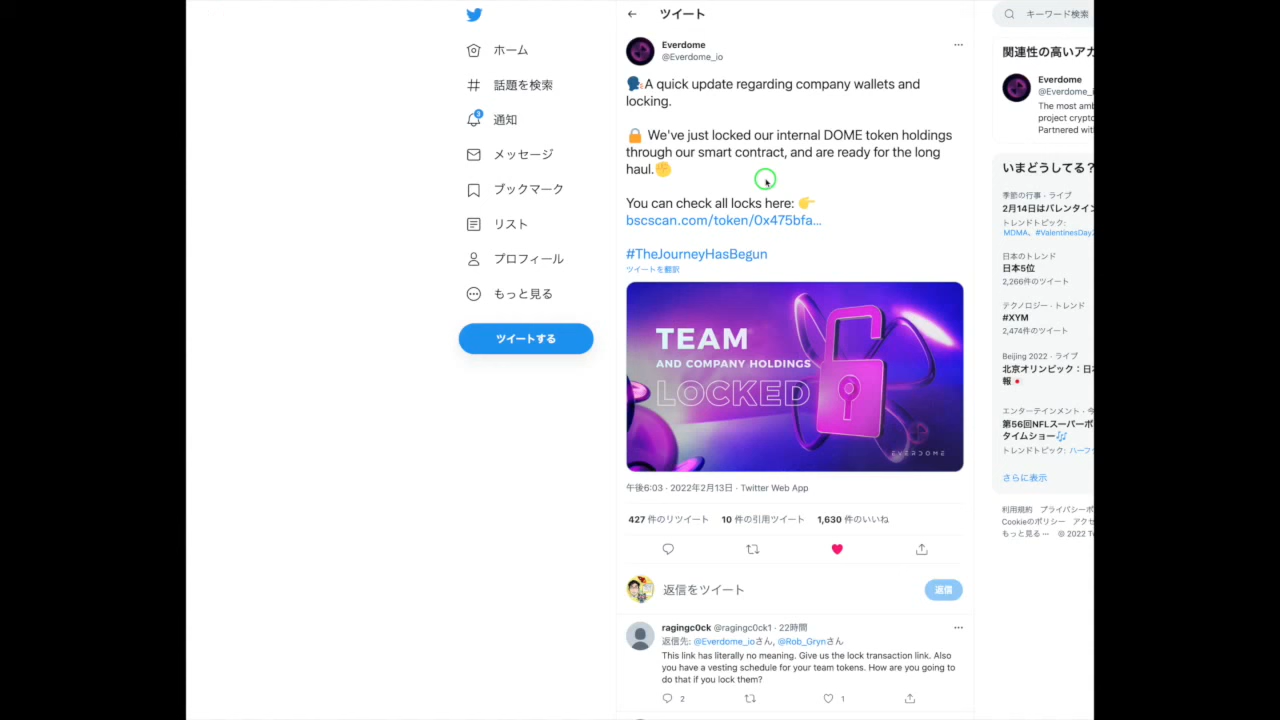 ホーム
話題を検索
3
通知
メッセージ
ブックマーク
リスト
プロフィール
もっと見る
ツイートする
ツイート
Everdome
@Everdome_io
A quick update regarding company wallets and
locking.
We've just locked our internal DOME token holdings
through our smart contract, and are ready for the long
haul.
You can check all locks here:
bscscan.com/token/0x475bfa...
#TheJourneyHasBegun
ツイートを翻訳
TEAM
AND COMPANY HOLDINGS
LOCKED
EVERDOME
午後6:03 · 2022年2月13日 · Twitter Web App
427 件のリツイート 10 件の引用ツイート 1,630 件のいいね
返信をツイート
返信
ragingc0ck @ragingc0ck1 · 22時間
返信先: @Everdome_ioさん, @Rob_Grynさん
This link has literally no meaning. Give us the lock transaction link. Also
you have a vesting schedule for your team tokens. How are you going to
do that if you lock them?
2 1
キーワード検索
関連性の高いアカ
Everdome
@Everdome_i
The most amb
project crypto
Partnered with
いまどうしてる？
季節の行事 · ライブ
2月14日はバレンタイン
トレンドトピック:
MDMA、#ValentinesDay
日本のトレンド
日本5位
2,266件のツイート
テクノロジー · トレンド
#XYM
2,474件のツイート
Beijing 2022 · ライブ
北京オリンピック：日本
報
エンターテインメント · 今
第56回NFLスーパーボ
タイムショー
トレンドトピック: ハーフ
さらに表示
利用規約 プライバシーポ
Cookieのポリシー アクセ
もっと見る ··· © 2022 Tw